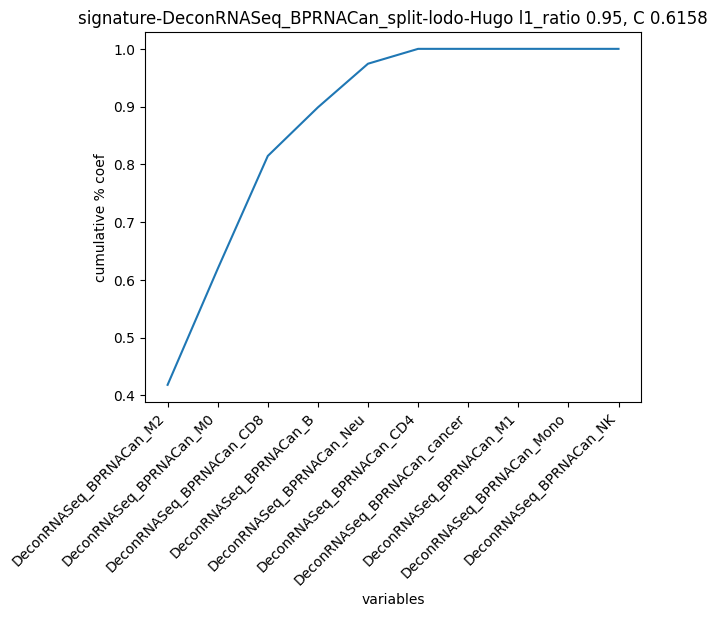 signature-DeconRNASeq_BPRNACan_split-lodo-Hugo l1_ratio 0.95, C 0.6158
1.0
0.9
0.8
0.7
0.6
0.5
0.4
cumulative % coef
DeconRNASeq_BPRNACan_M2
DeconRNASeq_BPRNACan_M0
DeconRNASeq_BPRNACan_CD8
DeconRNASeq_BPRNACan_B
DeconRNASeq_BPRNACan_Neu
DeconRNASeq_BPRNACan_CD4
DeconRNASeq_BPRNACan_cancer
DeconRNASeq_BPRNACan_M1
DeconRNASeq_BPRNACan_Mono
DeconRNASeq_BPRNACan_NK
variables